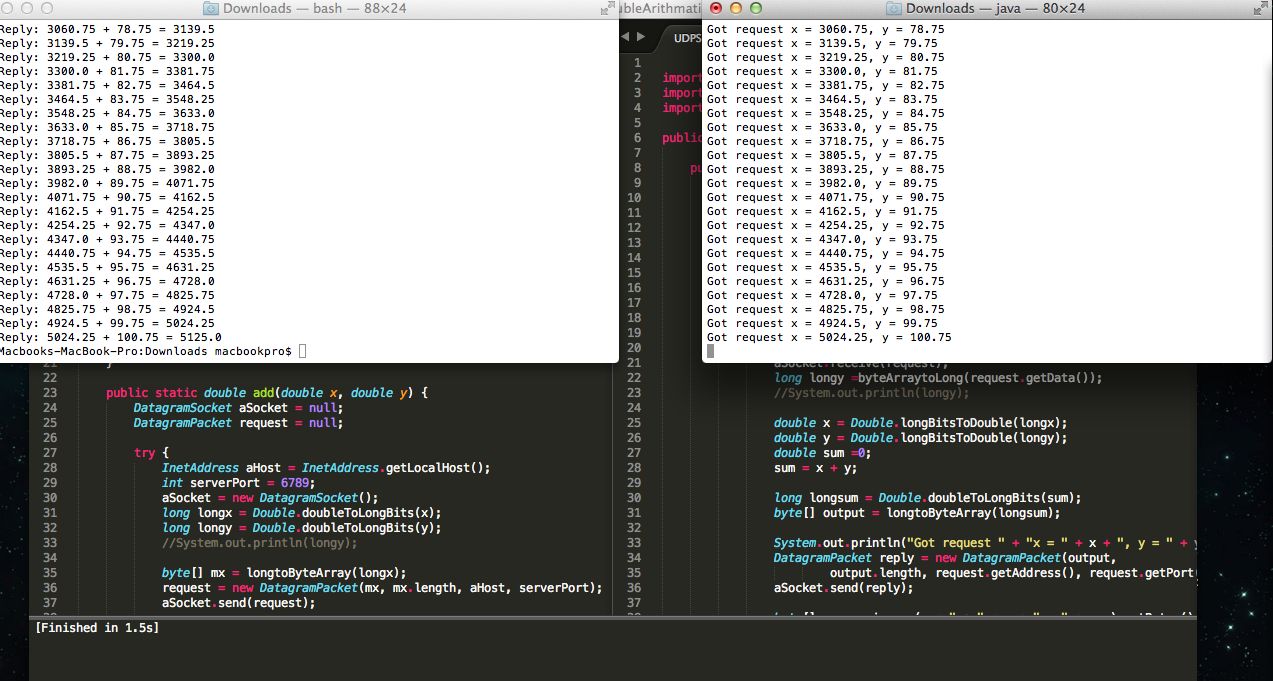 Downloads — bash — 88×24
Reply: 3060.75 + 78.75 = 3139.5
Reply: 3139.5 + 79.75 = 3219.25
Reply: 3219.25 + 80.75 = 3300.0
Reply: 3300.0 + 81.75 = 3381.75
Reply: 3381.75 + 82.75 = 3464.5
Reply: 3464.5 + 83.75 = 3548.25
Reply: 3548.25 + 84.75 = 3633.0
Reply: 3633.0 + 85.75 = 3718.75
Reply: 3718.75 + 86.75 = 3805.5
Reply: 3805.5 + 87.75 = 3893.25
Reply: 3893.25 + 88.75 = 3982.0
Reply: 3982.0 + 89.75 = 4071.75
Reply: 4071.75 + 90.75 = 4162.5
Reply: 4162.5 + 91.75 = 4254.25
Reply: 4254.25 + 92.75 = 4347.0
Reply: 4347.0 + 93.75 = 4440.75
Reply: 4440.75 + 94.75 = 4535.5
Reply: 4535.5 + 95.75 = 4631.25
Reply: 4631.25 + 96.75 = 4728.0
Reply: 4728.0 + 97.75 = 4825.75
Reply: 4825.75 + 98.75 = 4924.5
Reply: 4924.5 + 99.75 = 5024.25
Reply: 5024.25 + 100.75 = 5125.0
Macbooks-MacBook-Pro:Downloads macbookpro$
ubleArithmati
UDPS
1
2 import
3 import
4 import
5
6 public
7
8 pu
9
10
11
12
13
14
15
16
17
18
19
20
Downloads — java — 80×24
Got request x = 3060.75, y = 78.75
Got request x = 3139.5, y = 79.75
Got request x = 3219.25, y = 80.75
Got request x = 3300.0, y = 81.75
Got request x = 3381.75, y = 82.75
Got request x = 3464.5, y = 83.75
Got request x = 3548.25, y = 84.75
Got request x = 3633.0, y = 85.75
Got request x = 3718.75, y = 86.75
Got request x = 3805.5, y = 87.75
Got request x = 3893.25, y = 88.75
Got request x = 3982.0, y = 89.75
Got request x = 4071.75, y = 90.75
Got request x = 4162.5, y = 91.75
Got request x = 4254.25, y = 92.75
Got request x = 4347.0, y = 93.75
Got request x = 4440.75, y = 94.75
Got request x = 4535.5, y = 95.75
Got request x = 4631.25, y = 96.75
Got request x = 4728.0, y = 97.75
Got request x = 4825.75, y = 98.75
Got request x = 4924.5, y = 99.75
Got request x = 5024.25, y = 100.75
21 }
22
23 public static double add(double x, double y) {
24 DatagramSocket aSocket = null;
25 DatagramPacket request = null;
26
27 try {
28 InetAddress aHost = InetAddress.getLocalHost();
29 int serverPort = 6789;
30 aSocket = new DatagramSocket();
31 long longx = Double.doubleToLongBits(x);
32 long longy = Double.doubleToLongBits(y);
33 //System.out.println(longy);
34
35 byte[] mx = longtoByteArray(longx);
36 request = new DatagramPacket(mx, mx.length, aHost, serverPort);
37 aSocket.send(request);
38
21 aSocket.receive(request);
22 long longy =byteArraytoLong(request.getData());
23 //System.out.println(longy);
24
25 double x = Double.longBitsToDouble(longx);
26 double y = Double.longBitsToDouble(longy);
27 double sum =0;
28 sum = x + y;
29
30 long longsum = Double.doubleToLongBits(sum);
31 byte[] output = longtoByteArray(longsum);
32
33 System.out.println("Got request " + "x = " + x + ", y = " + y
34 DatagramPacket reply = new DatagramPacket(output,
35 output.length, request.getAddress(), request.getPort(
36 aSocket.send(reply);
37
38
[Finished in 1.5s]